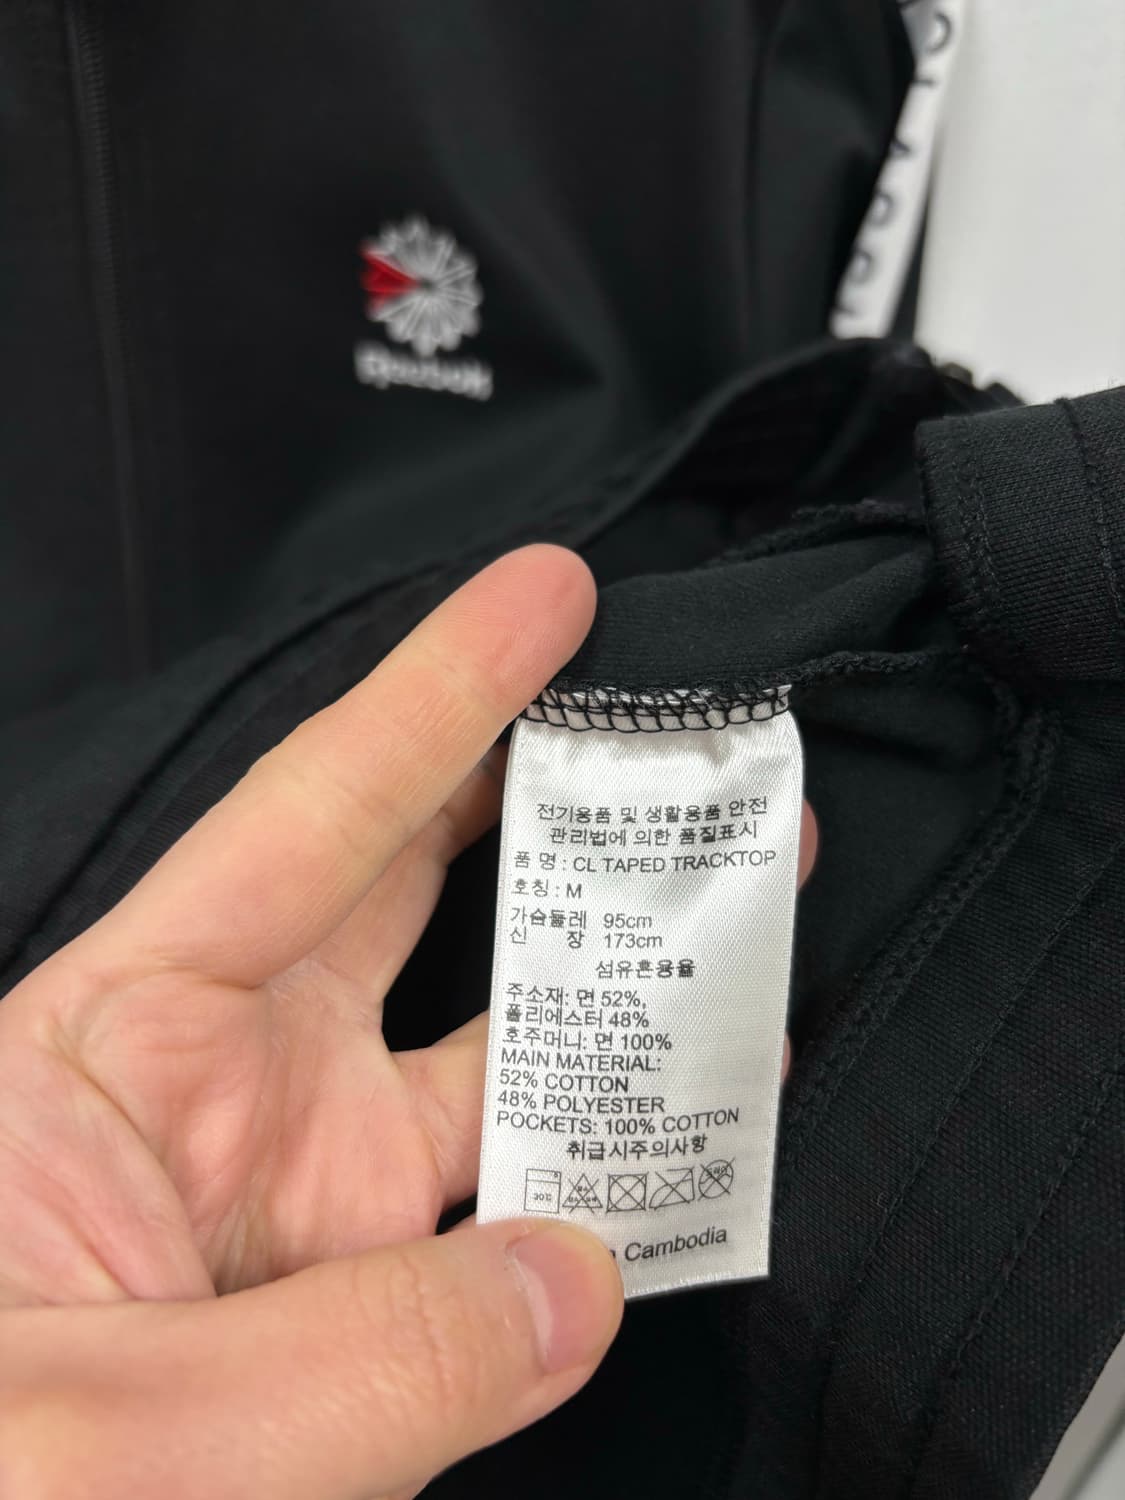 Reebok
전기용품 및 생활용품 안전
관리법에 의한 품질표시
품 명 : CL TAPED TRACKTOP
호칭 : M
가슴둘레 95cm
신 장 173cm
섬유혼용율
주소재: 면 52%,
폴리에스터 48%
호주머니: 면 100%
MAIN MATERIAL:
52% COTTON
48% POLYESTER
POCKETS: 100% COTTON
취급시주의사항
Cambodia